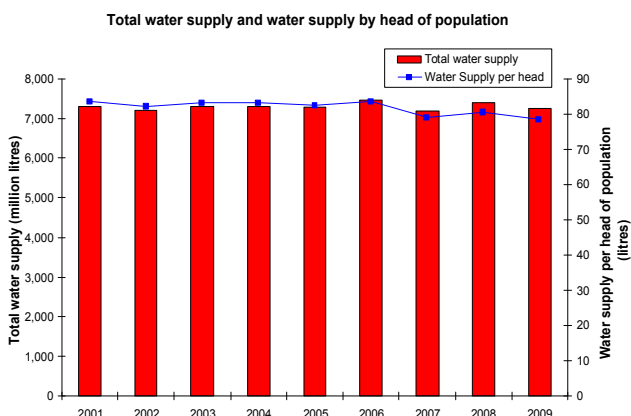 Total water supply and water supply by head of population
Total water supply
Water Supply per head
Total water supply (million litres)
8,000
7,000
6,000
5,000
4,000
3,000
2,000
1,000
0
90
80
70
60
50
40
30
20
10
0
Water supply per head of population
(litres)
2001 2002 2003 2004 2005 2006 2007 2008 2009